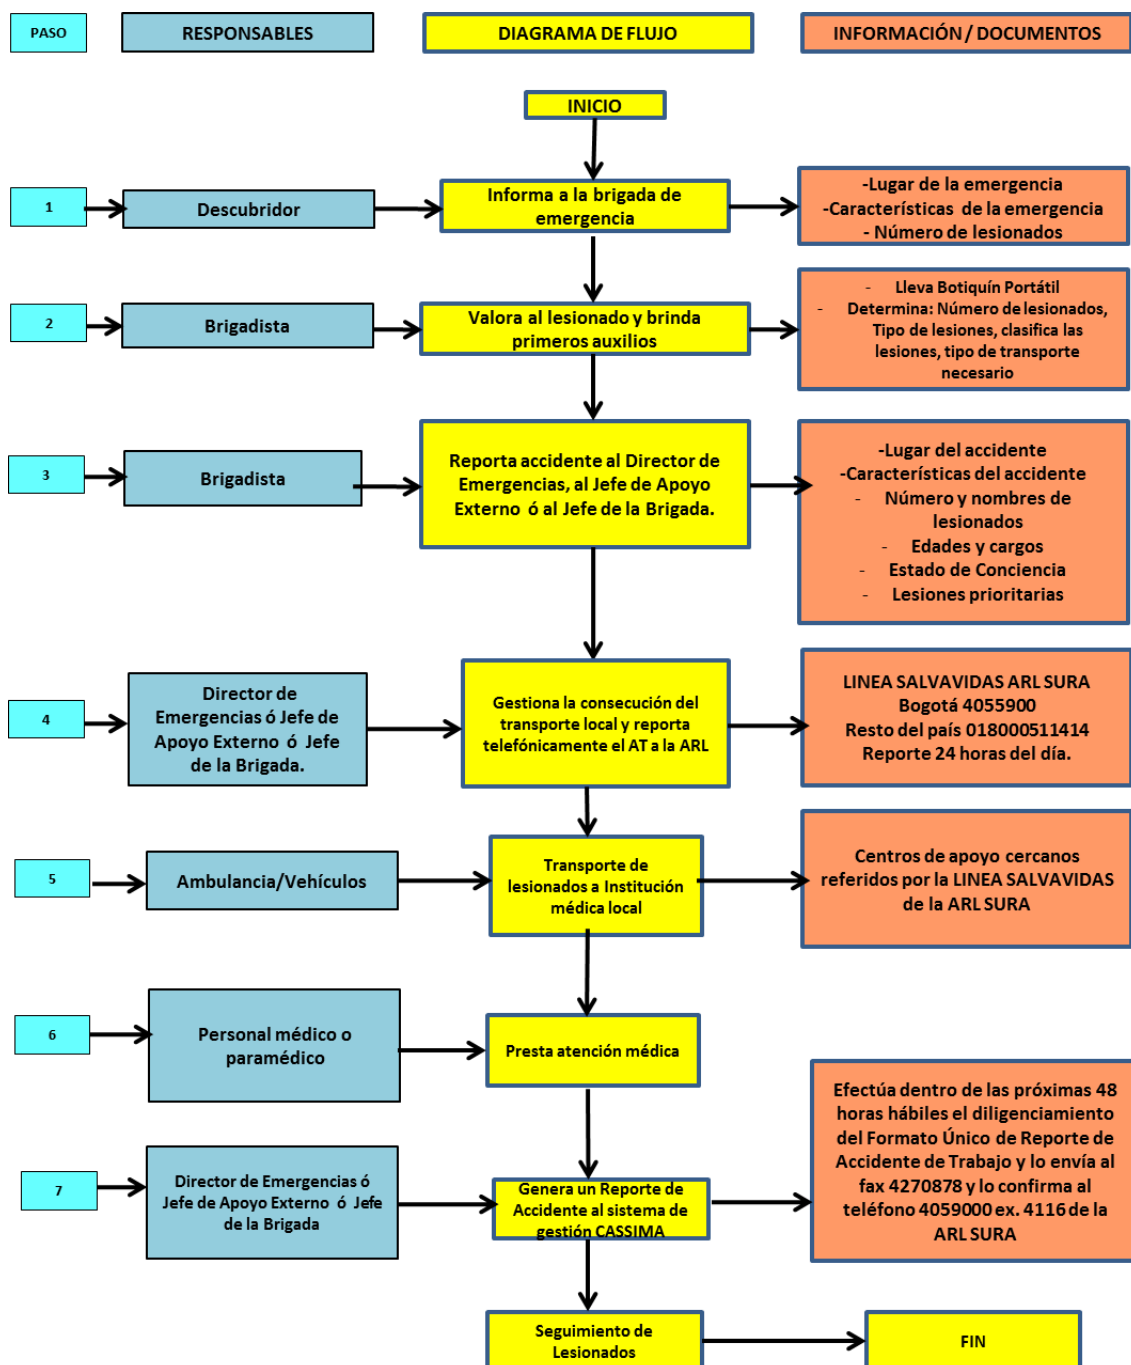 PASO
RESPONSABLES
DIAGRAMA DE FLUJO
INFORMACIÓN / DOCUMENTOS
INICIO
1
Descubridor
Informa a la brigada de
emergencia
-Lugar de la emergencia
-Características de la emergencia
- Número de lesionados
2
Brigadista
Valora al lesionado y brinda
primeros auxilios
- Lleva Botiquín Portátil
- Determina: Número de lesionados,
Tipo de lesiones, clasifica las
lesiones, tipo de transporte
necesario
3
Brigadista
Reporta accidente al Director de
Emergencias, al Jefe de Apoyo
Externo ó al Jefe de la Brigada.
-Lugar del accidente
-Características del accidente
- Número y nombres de
lesionados
- Edades y cargos
- Estado de Conciencia
- Lesiones prioritarias
4
Director de
Emergencias ó Jefe de
Apoyo Externo ó Jefe
de la Brigada.
Gestiona la consecución del
transporte local y reporta
telefónicamente el AT a la ARL
LINEA SALVAVIDAS ARL SURA
Bogotá 4055900
Resto del país 018000511414
Reporte 24 horas del día.
5
Ambulancia/Vehículos
Transporte de
lesionados a Institución
médica local
Centros de apoyo cercanos
referidos por la LINEA SALVAVIDAS
de la ARL SURA
6
Personal médico o
paramédico
Presta atención médica
7
Director de Emergencias ó
Jefe de Apoyo Externo ó Jefe
de la Brigada
Genera un Reporte de
Accidente al sistema de
gestión CASSIMA
Efectúa dentro de las próximas 48
horas hábiles el diligenciamiento
del Formato Único de Reporte de
Accidente de Trabajo y lo envía al
fax 4270878 y lo confirma al
teléfono 4059000 ex. 4116 de la
ARL SURA
Seguimiento de
Lesionados
FIN